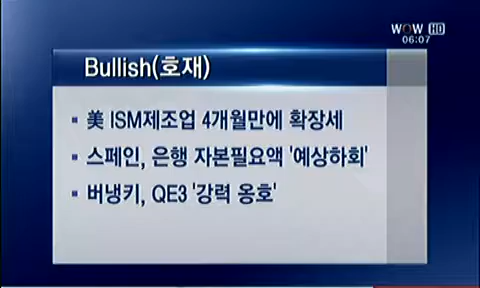 WOW HD
06:07
Bullish(호재)
▪ 美 ISM제조업 4개월만에 확장세
▪ 스페인, 은행 자본필요액 '예상하회'
▪ 버냉키, QE3 '강력 옹호'